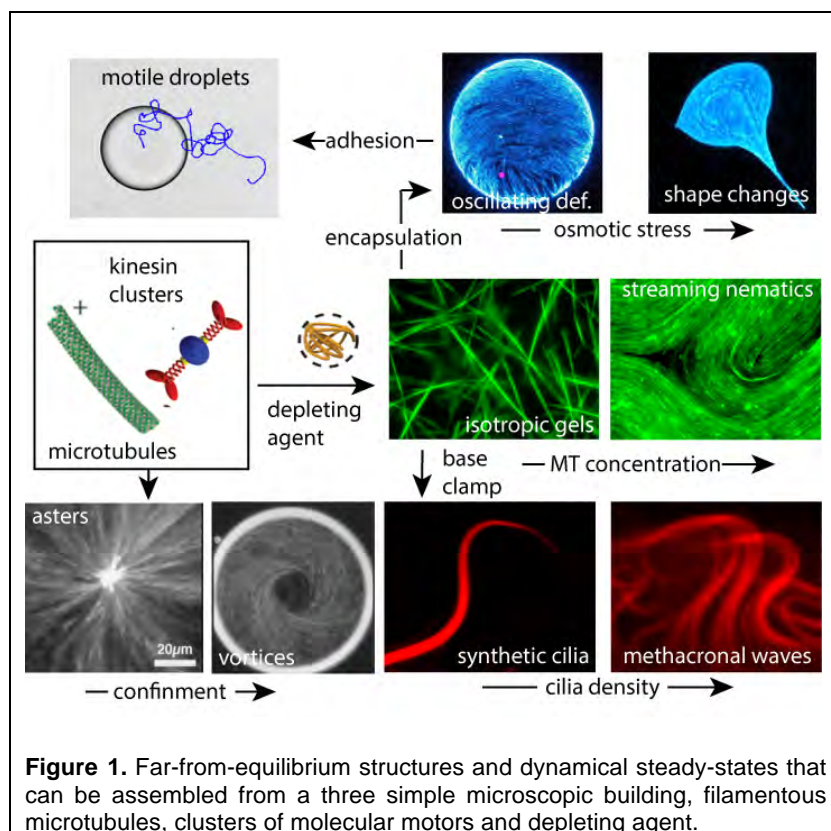 motile droplets
adhesion
oscillating def.
shape changes
encapsulation
osmotic stress
kinesin
clusters
+
-
-
microtubules
depleting
agent
isotropic gels
streaming nematics
base
clamp
MT concentration
asters
20µm
vortices
synthetic cilia
methacronal waves
confinment
cilia density
Figure 1. Far-from-equilibrium structures and dynamical steady-states that
can be assembled from a three simple microscopic building, filamentous
microtubules, clusters of molecular motors and depleting agent.